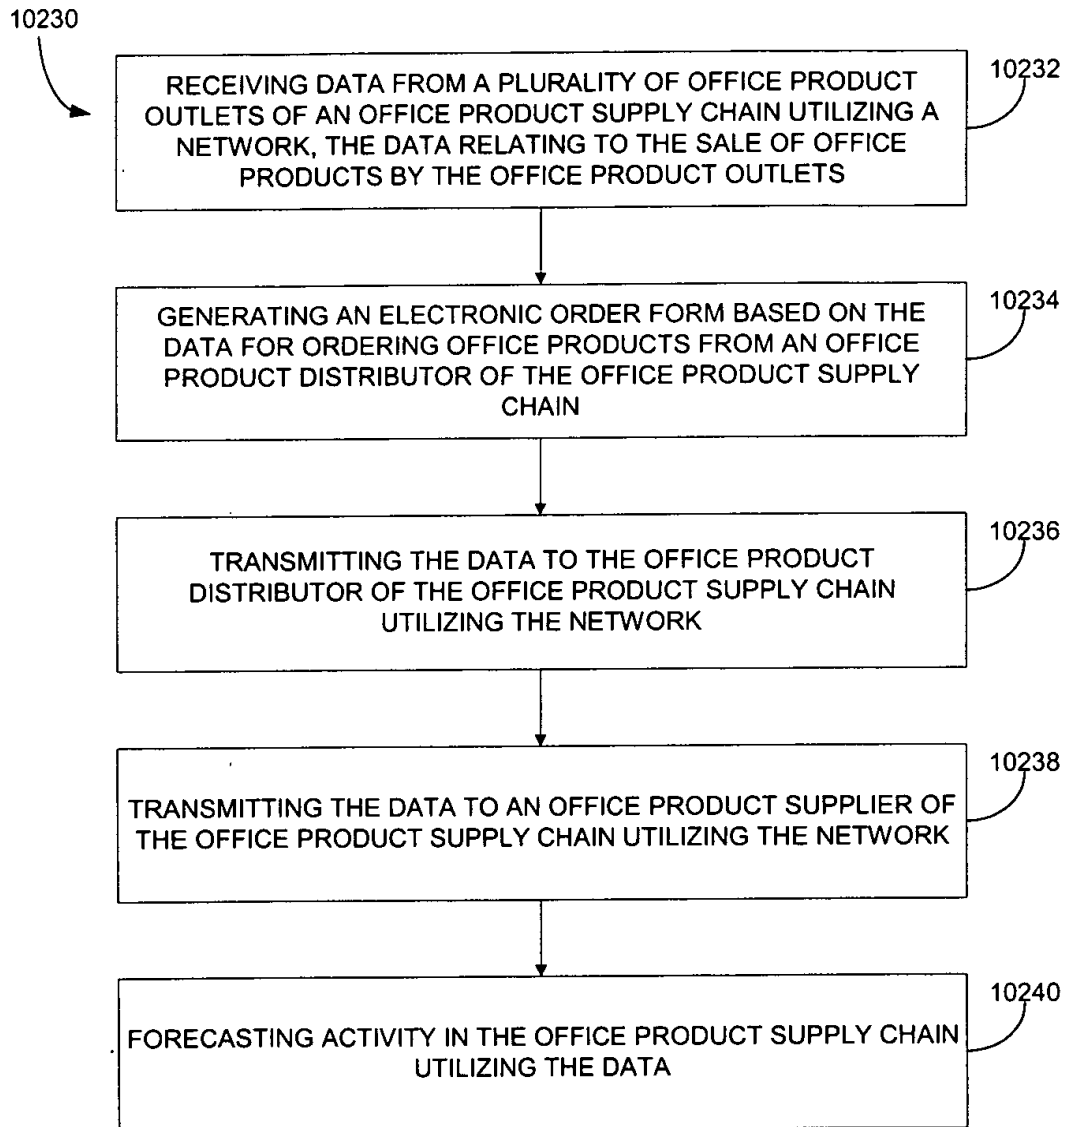 10230
10232
RECEIVING DATA FROM A PLURALITY OF OFFICE PRODUCT
OUTLETS OF AN OFFICE PRODUCT SUPPLY CHAIN UTILIZING A
NETWORK, THE DATA RELATING TO THE SALE OF OFFICE
PRODUCTS BY THE OFFICE PRODUCT OUTLETS
10234
GENERATING AN ELECTRONIC ORDER FORM BASED ON THE
DATA FOR ORDERING OFFICE PRODUCTS FROM AN OFFICE
PRODUCT DISTRIBUTOR OF THE OFFICE PRODUCT SUPPLY
CHAIN
10236
TRANSMITTING THE DATA TO THE OFFICE PRODUCT
DISTRIBUTOR OF THE OFFICE PRODUCT SUPPLY CHAIN
UTILIZING THE NETWORK
10238
TRANSMITTING THE DATA TO AN OFFICE PRODUCT SUPPLIER OF
THE OFFICE PRODUCT SUPPLY CHAIN UTILIZING THE NETWORK
10240
FORECASTING ACTIVITY IN THE OFFICE PRODUCT SUPPLY CHAIN
UTILIZING THE DATA